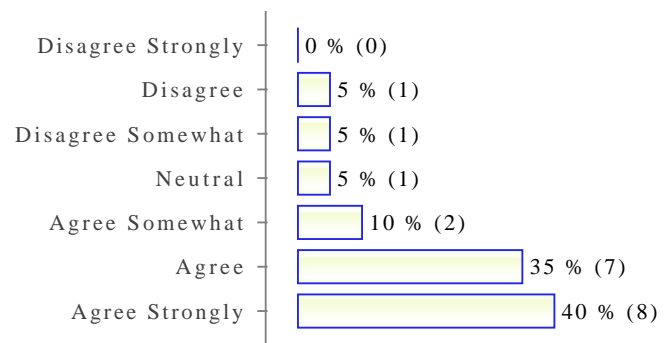 Disagree Strongly 0 % (0)
Disagree 5 % (1)
Disagree Somewhat 5 % (1)
Neutral 5 % (1)
Agree Somewhat 10 % (2)
Agree 35 % (7)
Agree Strongly 40 % (8)